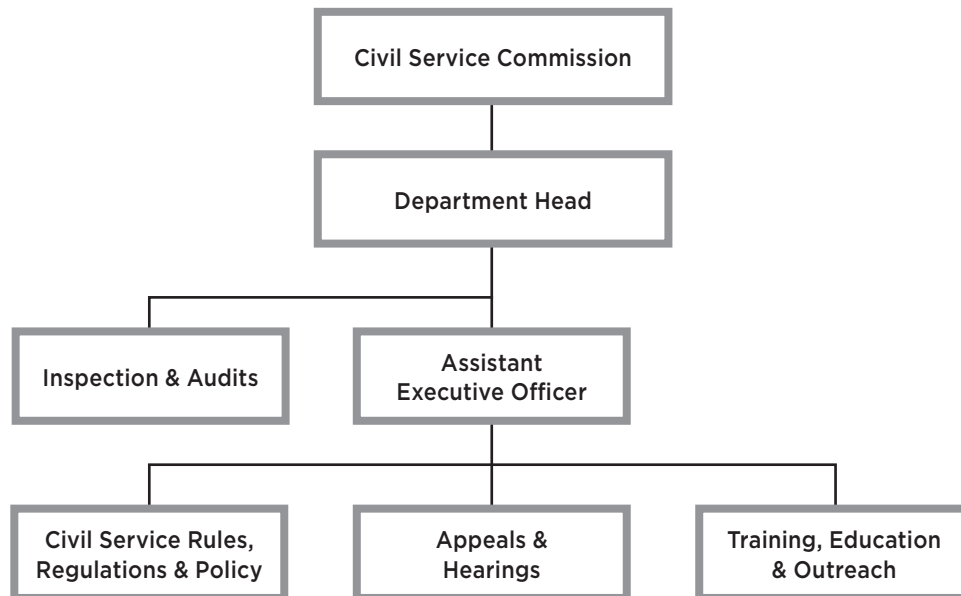 Civil Service Commission
Department Head
Inspection & Audits
Assistant
Executive Officer
Civil Service Rules,
Regulations & Policy
Appeals &
Hearings
Training, Education
& Outreach